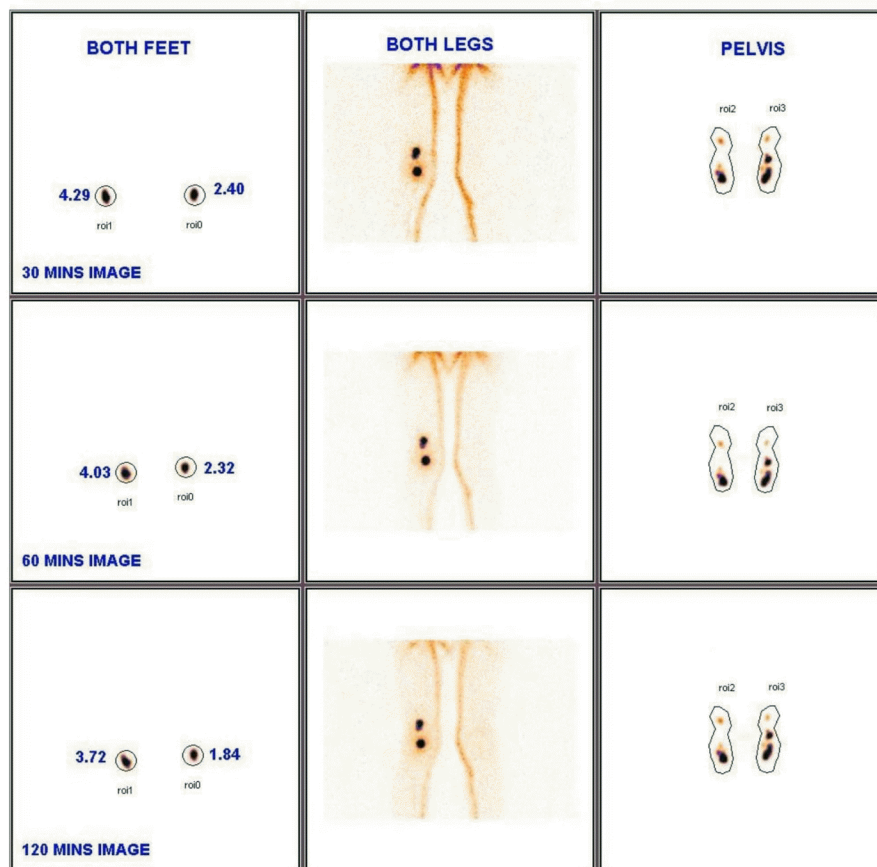 BOTH FEET
BOTH LEGS
PELVIS
roi2
roi3
4.29
2.40
roi1
roi0
30 MINS IMAGE
roi2
roi3
4.03
2.32
roi1
roi0
60 MINS IMAGE
roi2
roi3
3.72
1.84
roi1
roi0
120 MINS IMAGE